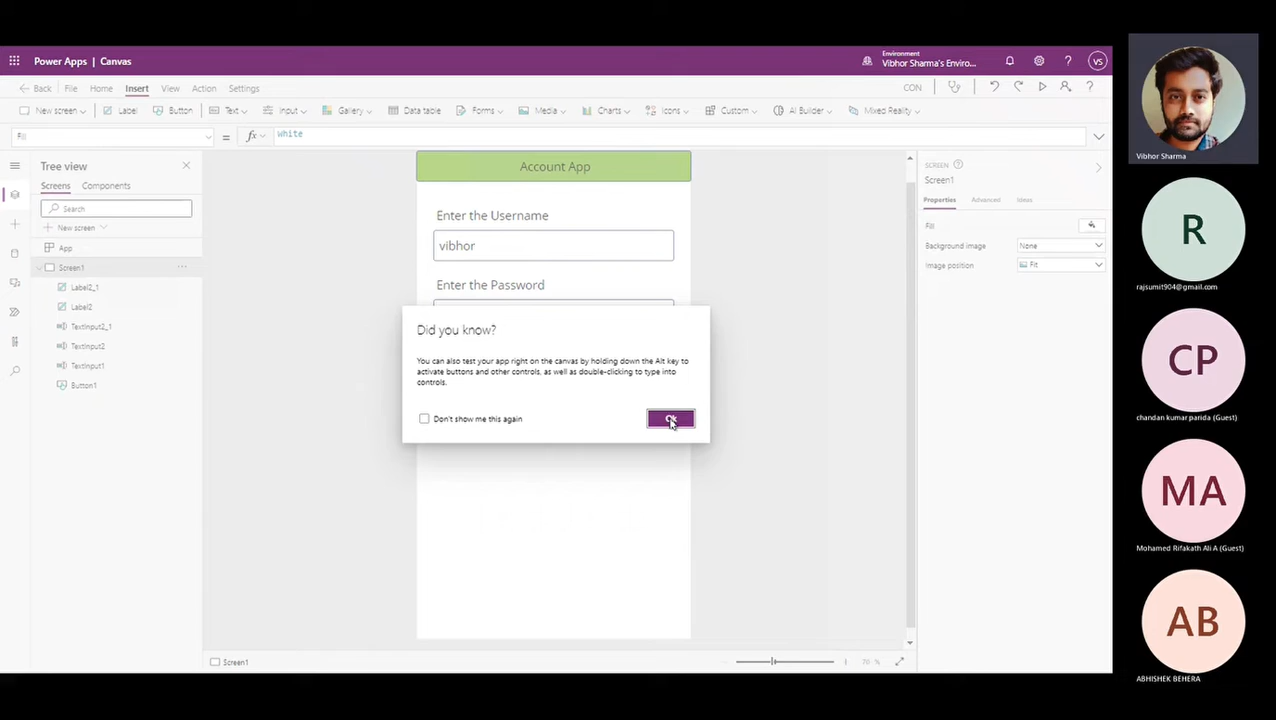 Power Apps | Canvas
Environment
Vibhor Sharma's Enviro...
VS
Back
File
Home
Insert
View
Action
Settings
CON
New screen
Label
Button
Text
Input
Gallery
Data table
Forms
Media
Charts
Icons
Custom
AI Builder
Mixed Reality
Fill
=
fx
White
Tree view
Screens
Components
Search
New screen
App
Screen1
Label2_1
Label2
TextInput2_1
TextInput2
TextInput1
Button1
Account App
Enter the Username
vibhor
Enter the Password
Did you know?
You can also test your app right on the canvas by holding down the Alt key to
activate buttons and other controls, as well as double-clicking to type into
controls.
Don't show me this again
SCREEN
Screen1
Properties
Advanced
Ideas
Fill
Background image
None
Image position
Fit
Screen1
70 %
Vibhor Sharma
R
rajsumit904@gmail.com
CP
chandan kumar parida (Guest)
MA
Mohamed Rifakath Ali A (Guest)
AB
ABHISHEK BEHERA